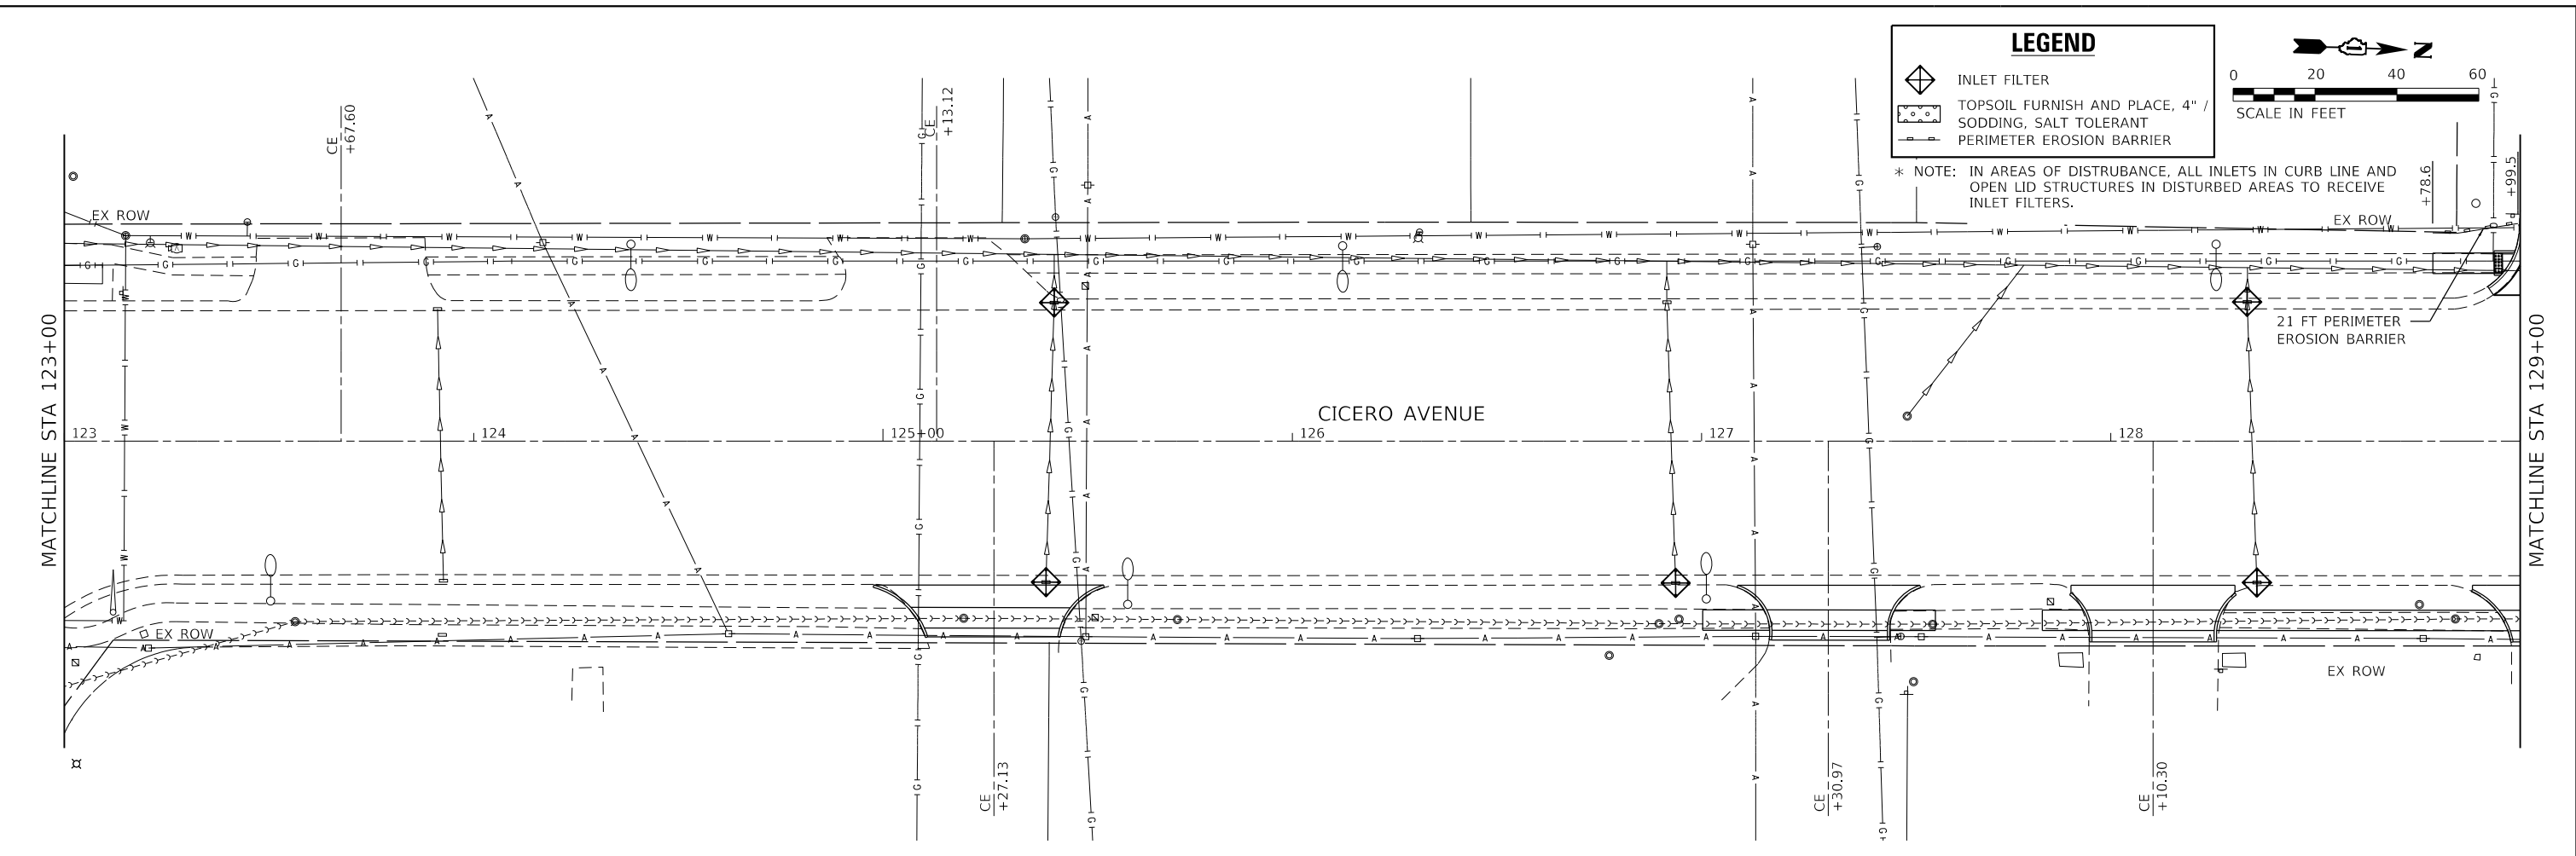 LEGEND
INLET FILTER
TOPSOIL FURNISH AND PLACE, 4" /
SODDING, SALT TOLERANT
PERIMETER EROSION BARRIER
* NOTE: IN AREAS OF DISTRUBANCE, ALL INLETS IN CURB LINE AND
OPEN LID STRUCTURES IN DISTURBED AREAS TO RECEIVE
INLET FILTERS.
N
0 20 40 60
SCALE IN FEET
CE
+67.60
CE
+13.12
+78.6
+99.5
EX ROW
EX ROW
21 FT PERIMETER
EROSION BARRIER
MATCHLINE STA 123+00
CICERO AVENUE
123
124
125+00
126
127
128
MATCHLINE STA 129+00
EX ROW
EX ROW
CE
+27.13
CE
+30.97
CE
+10.30